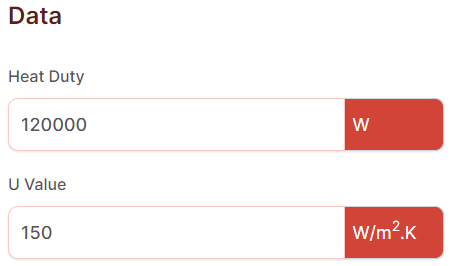 Data
Heat Duty
120000 W
U Value
150 W/m².K